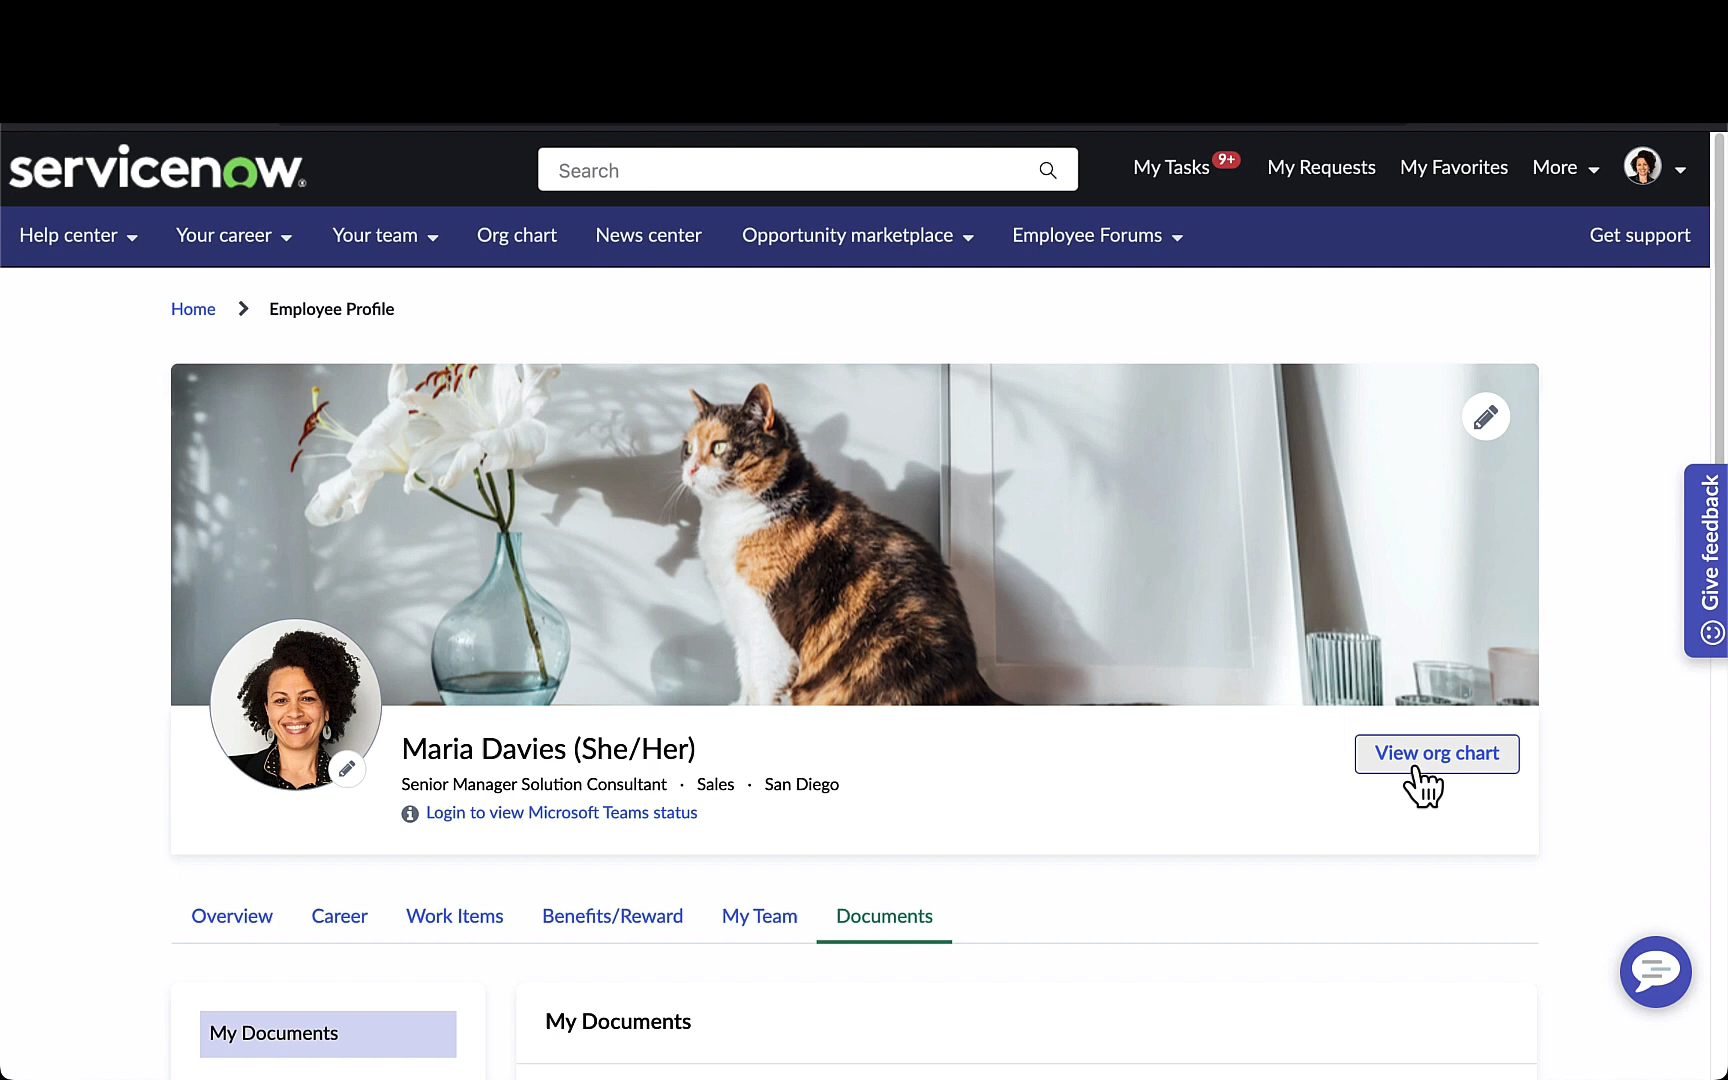 servicenow
Search
My Tasks 9+
My Requests
My Favorites
More
Help center
Your career
Your team
Org chart
News center
Opportunity marketplace
Employee Forums
Get support
Home
Employee Profile
Give feedback
Maria Davies (She/Her)
View org chart
Senior Manager Solution Consultant · Sales · San Diego
Login to view Microsoft Teams status
Overview
Career
Work Items
Benefits/Reward
My Team
Documents
My Documents
My Documents